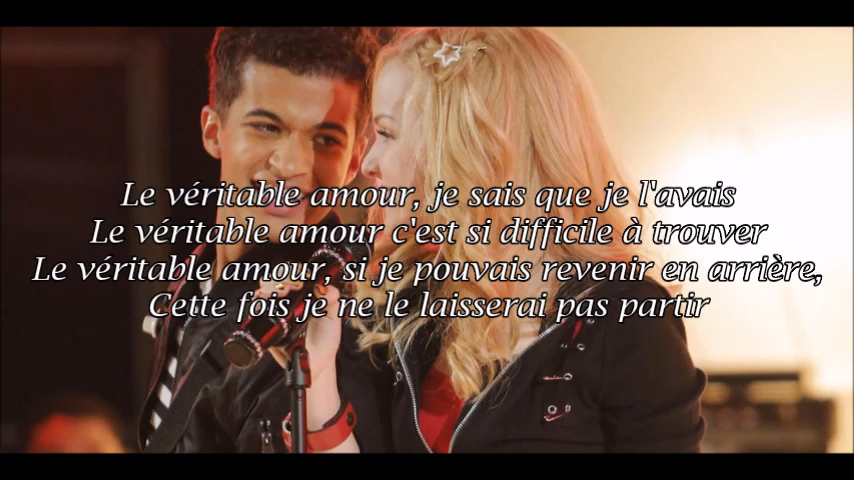 Le véritable amour, je sais que je l'avais
Le véritable amour c'est si difficile à trouver
Le véritable amour, si je pouvais revenir en arrière,
Cette fois je ne le laisserai pas partir